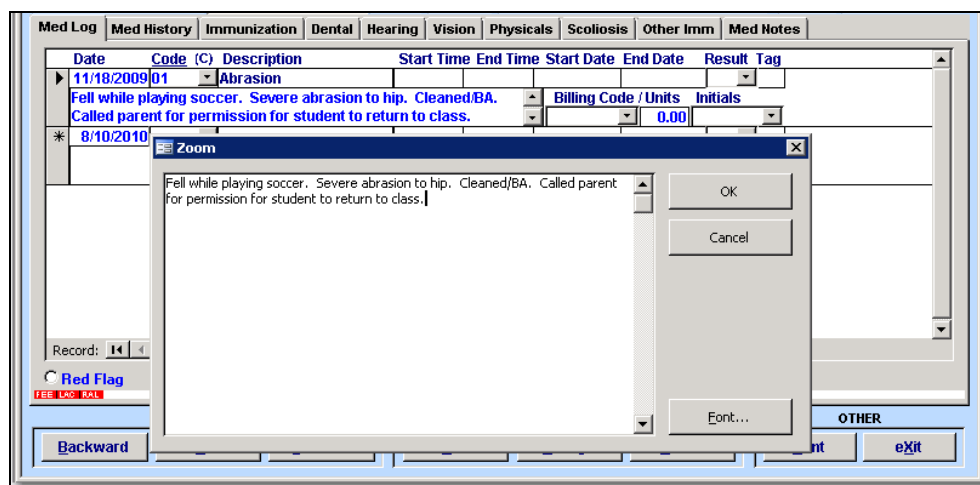 Med Log Med History Immunization Dental Hearing Vision Physicals Scoliosis Other Imm Med Notes
Date Code (C) Description Start Time End Time Start Date End Date Result Tag
11/18/2009 01 Abrasion
Fell while playing soccer. Severe abrasion to hip. Cleaned/BA. Billing Code / Units Initials
Called parent for permission for student to return to class. 0.00
8/10/2010
Zoom
Fell while playing soccer. Severe abrasion to hip. Cleaned/BA. Called parent
for permission for student to return to class.
OK
Cancel
Font...
Record:
Red Flag
FEE LAC RAL
OTHER
Backward nt eXit